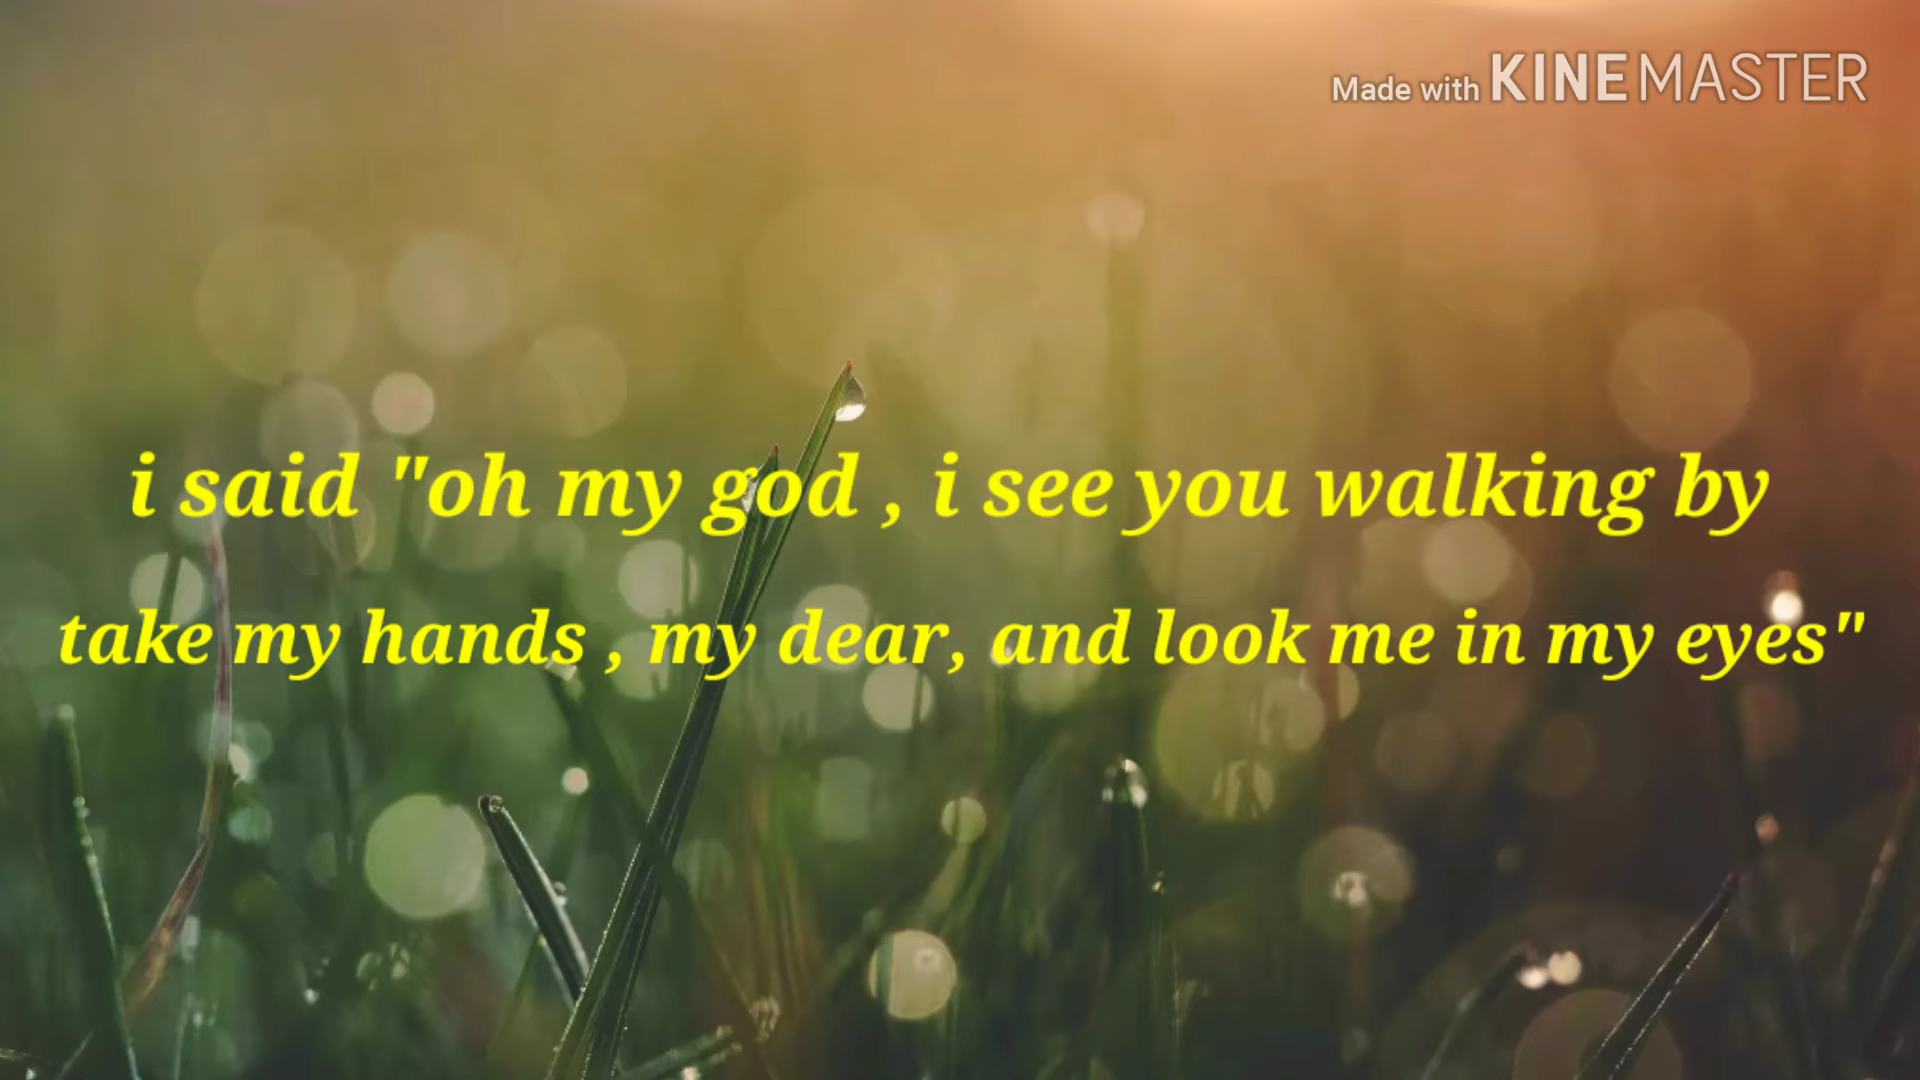 Made with KINEMASTER
i said "oh my god , i see you walking by
take my hands , my dear, and look me in my eyes"